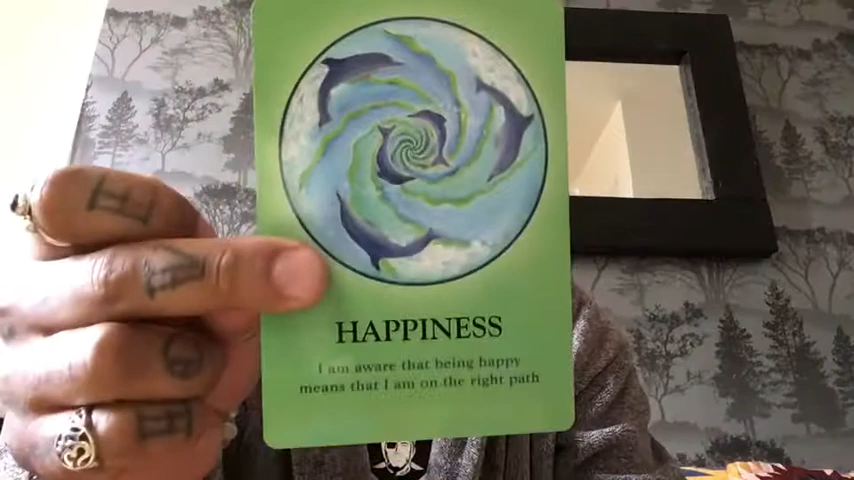 HAPPINESS
I am aware that being happy
means that I am on the right path